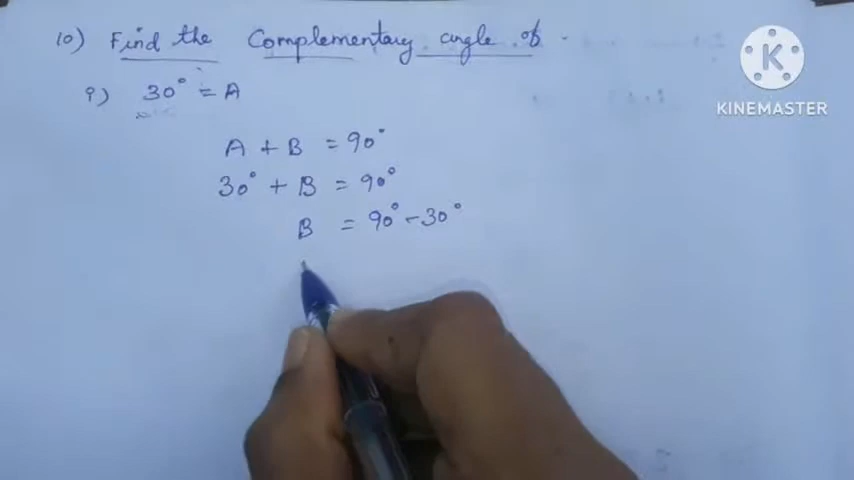 10) Find the Complementary angle of
i) 30° = A
A + B = 90°
30° + B = 90°
B = 90° - 30°
K
KINEMASTER